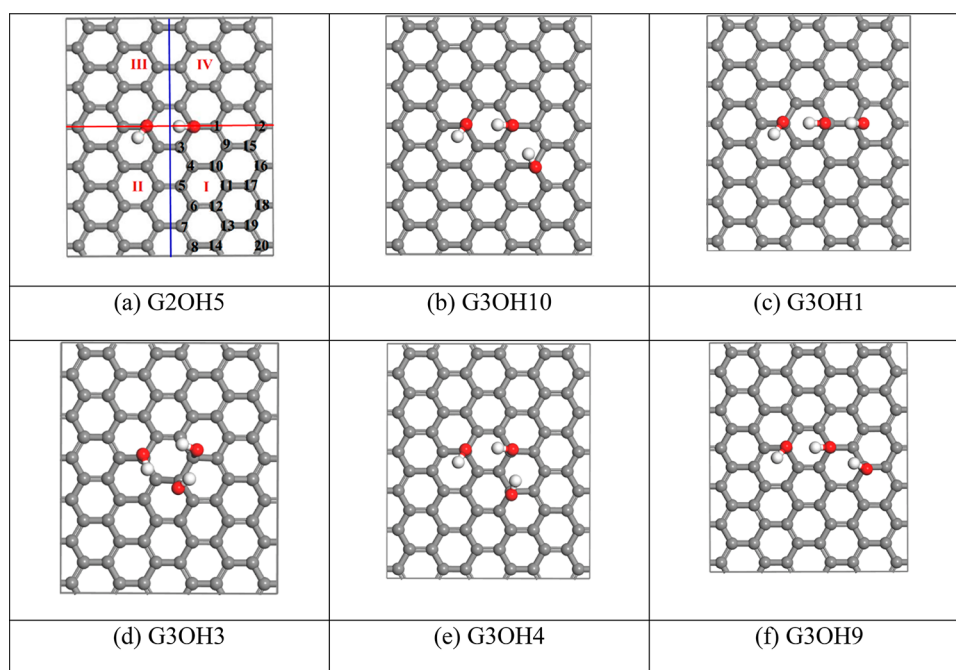 III IV
1 2
3 9 15
4 10 16
II 5 I 11 17
6 12 18
7 13 19
8 14 20
(a) G2OH5
(b) G3OH10
(c) G3OH1
(d) G3OH3
(e) G3OH4
(f) G3OH9